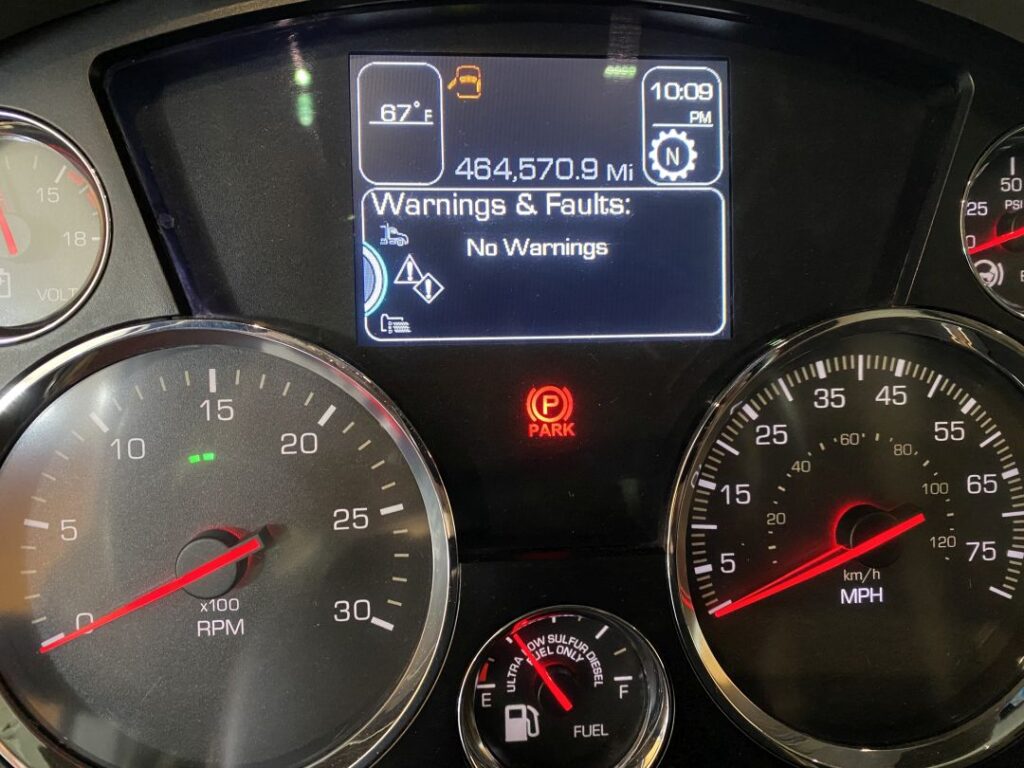 10:09
67°F
PM
N
464,570.9 Mi
Warnings & Faults:
No Warnings
15
18
VOLT
50
PSI
25
0
P
PARK
0
5
10
15
20
25
30
x100
RPM
5
15
25
35
45
55
65
75
20
40
60
80
100
120
km/h
MPH
ULTRA LOW SULFUR DIESEL
FUEL ONLY
E
F
FUEL